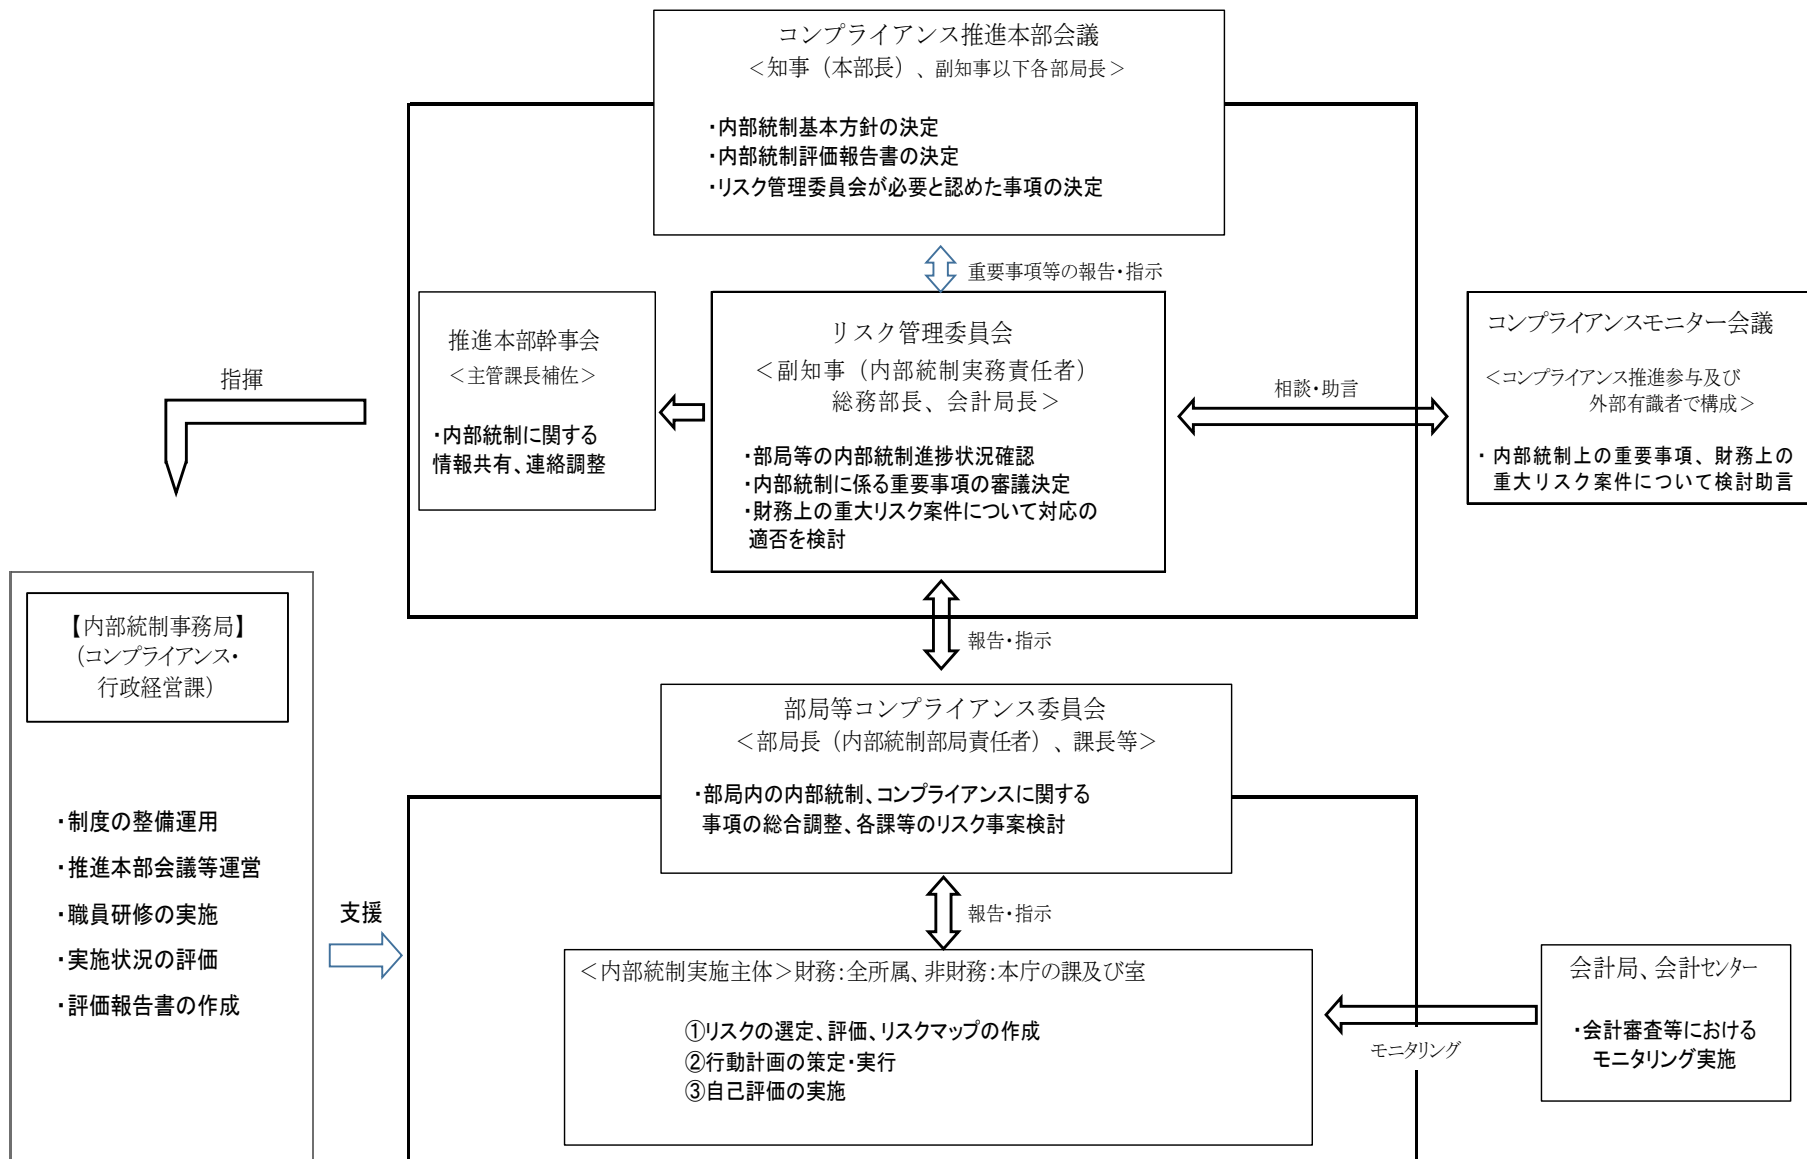 コンプライアンス推進本部会議
＜知事（本部長）、副知事以下各部局長＞
・内部統制基本方針の決定
・内部統制評価報告書の決定
・リスク管理委員会が必要と認めた事項の決定
重要事項等の報告・指示
推進本部幹事会
＜主管課長補佐＞
・内部統制に関する
情報共有、連絡調整
リスク管理委員会
＜副知事（内部統制実務責任者）
総務部長、会計局長＞
・部局等の内部統制進捗状況確認
・内部統制に係る重要事項の審議決定
・財務上の重大リスク案件について対応の
適否を検討
相談・助言
コンプライアンスモニター会議
＜コンプライアンス推進参与及び
外部有識者で構成＞
・内部統制上の重要事項、財務上の
重大リスク案件について検討助言
指揮
報告・指示
【内部統制事務局】
（コンプライアンス・
行政経営課）
・制度の整備運用
・推進本部会議等運営
・職員研修の実施
・実施状況の評価
・評価報告書の作成
支援
部局等コンプライアンス委員会
＜部局長（内部統制部局責任者）、課長等＞
・部局内の内部統制、コンプライアンスに関する
事項の総合調整、各課等のリスク事案検討
報告・指示
＜内部統制実施主体＞財務：全所属、非財務：本庁の課及び室
①リスクの選定、評価、リスクマップの作成
②行動計画の策定・実行
③自己評価の実施
モニタリング
会計局、会計センター
・会計審査等における
モニタリング実施